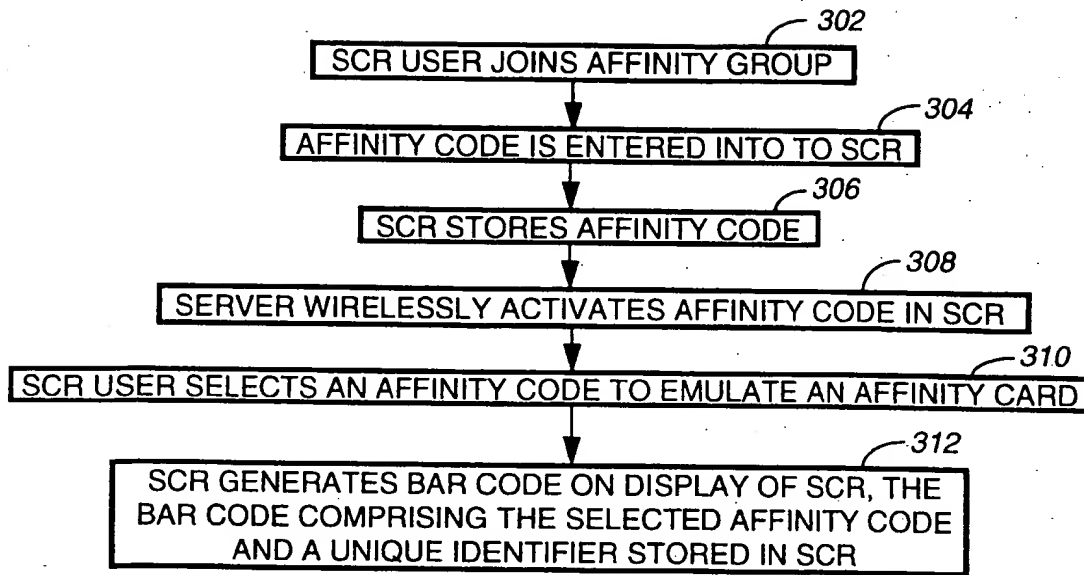 302
SCR USER JOINS AFFINITY GROUP
304
AFFINITY CODE IS ENTERED INTO TO SCR
306
SCR STORES AFFINITY CODE
308
SERVER WIRELESSLY ACTIVATES AFFINITY CODE IN SCR
310
SCR USER SELECTS AN AFFINITY CODE TO EMULATE AN AFFINITY CARD
312
SCR GENERATES BAR CODE ON DISPLAY OF SCR, THE
BAR CODE COMPRISING THE SELECTED AFFINITY CODE
AND A UNIQUE IDENTIFIER STORED IN SCR